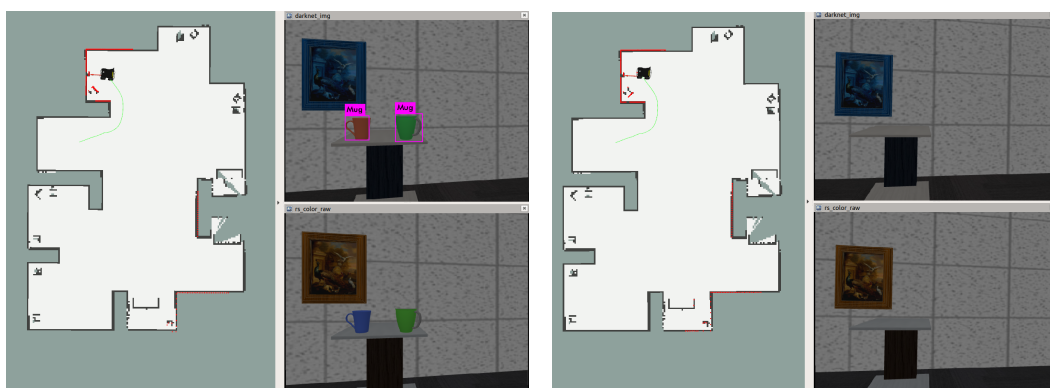 darknet_img
Mug
Mug
rs_color_raw
darknet_img
rs_color_raw